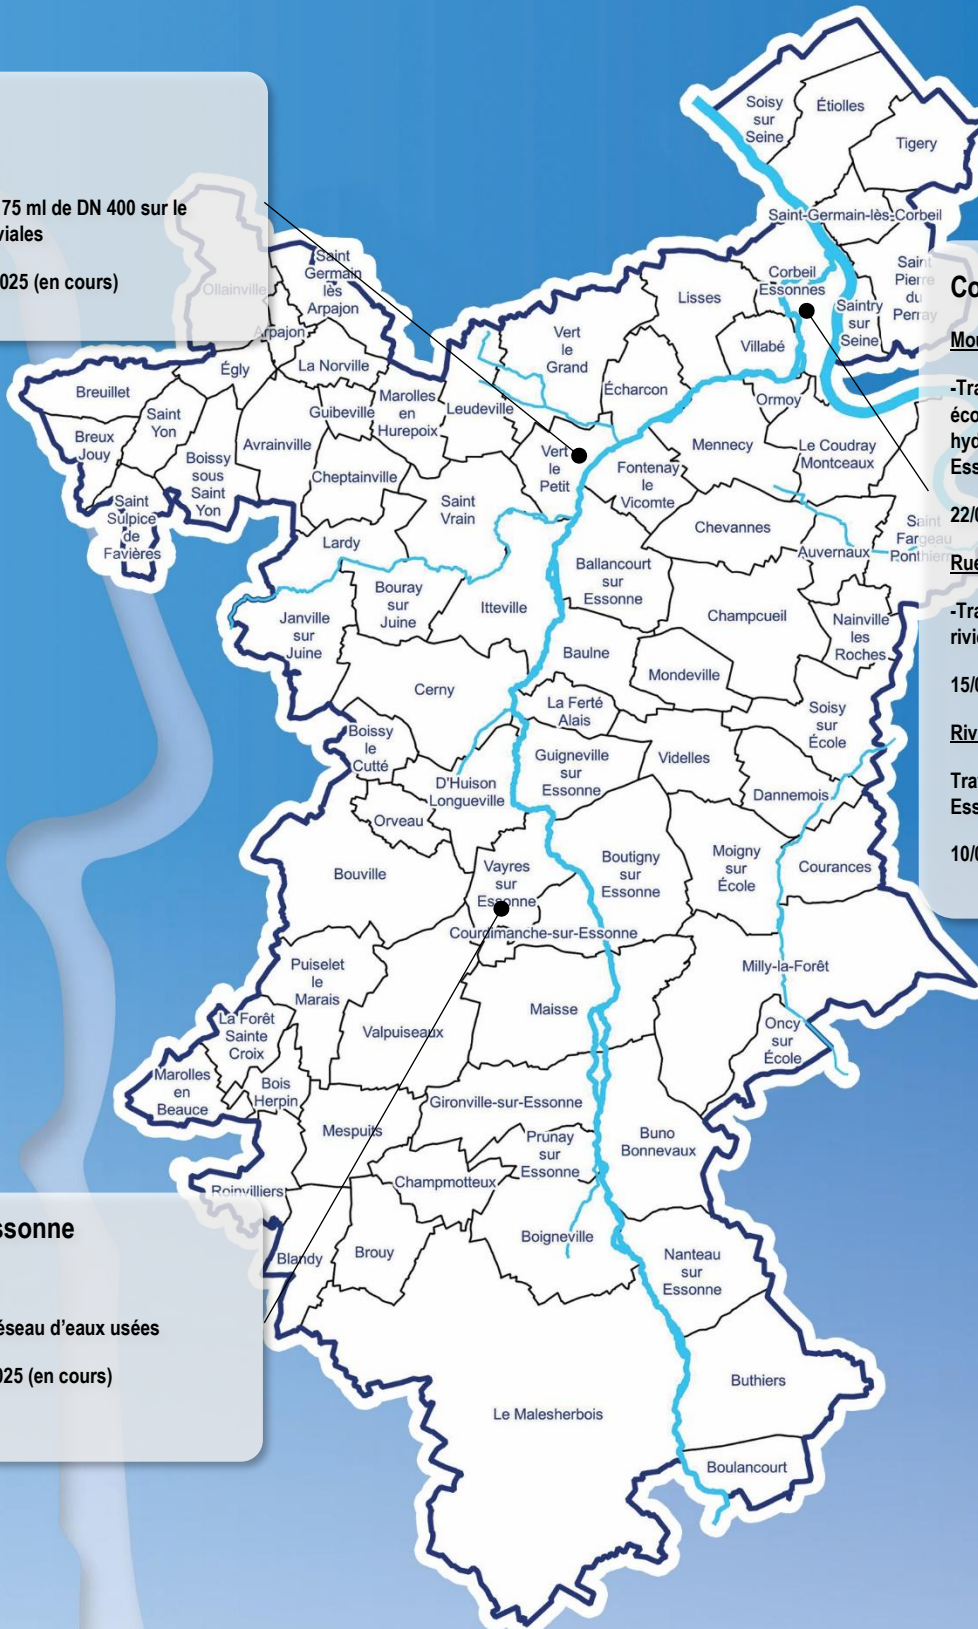 Soisy
sur
Seine
Étiolles
Tigery
Saint-Germain-lès-Corbeil
Saint
Pierre
du
Perray
Corbeil
Essonnes
Saintry
sur
Seine
Lisses
Villabé
Ormoy
Vert
le
Grand
Écharcon
75 ml de DN 400 sur le
viales
025 (en cours)
Ollainville
Saint
Germain
lès
Arpajon
Arpajon
Égly
La Norville
Breuillet
Saint
Yon
Breux
Jouy
Boissy
sous
Saint
Yon
Saint
Sulpice
de
Favières
Avrainville
Guibeville
Marolles
en
Hurepoix
Leudeville
Cheptainville
Vert
le
Petit
Fontenay
le
Vicomte
Mennecy
Le Coudray
Montceaux
Saint
Vrain
Lardy
Chevannes
Auvernaux
Saint
Fargeau
Ponthierry
Co
Mou
-Tra
éco
hyd
Ess
22/0
Rue
-Tra
riviè
15/0
Riv
Tra
Ess
10/0
Janville
sur
Juine
Bouray
sur
Juine
Itteville
Ballancourt
sur
Essonne
Champcueil
Nainville
les
Roches
Baulne
Mondeville
Cerny
La Ferté
Alais
Soisy
sur
École
Boissy
le
Cutté
D'Huison
Longueville
Guigneville
sur
Essonne
Videlles
Dannemois
Orveau
Bouville
Vayres
sur
Essonne
Boutigny
sur
Essonne
Moigny
sur
École
Courances
Courdimanche-sur-Essonne
Puiselet
le
Marais
Milly-la-Forêt
Maisse
Valpuiseaux
La Forêt
Sainte
Croix
Oncy
sur
École
Marolles
en
Beauce
Bois
Herpin
Gironville-sur-Essonne
Mespuits
Prunay
sur
Essonne
Buno
Bonnevaux
Champmotteux
Roinvilliers
ssonne
éseau d'eaux usées
025 (en cours)
Blandy
Brouy
Boigneville
Nanteau
sur
Essonne
Buthiers
Le Malesherbois
Boulancourt